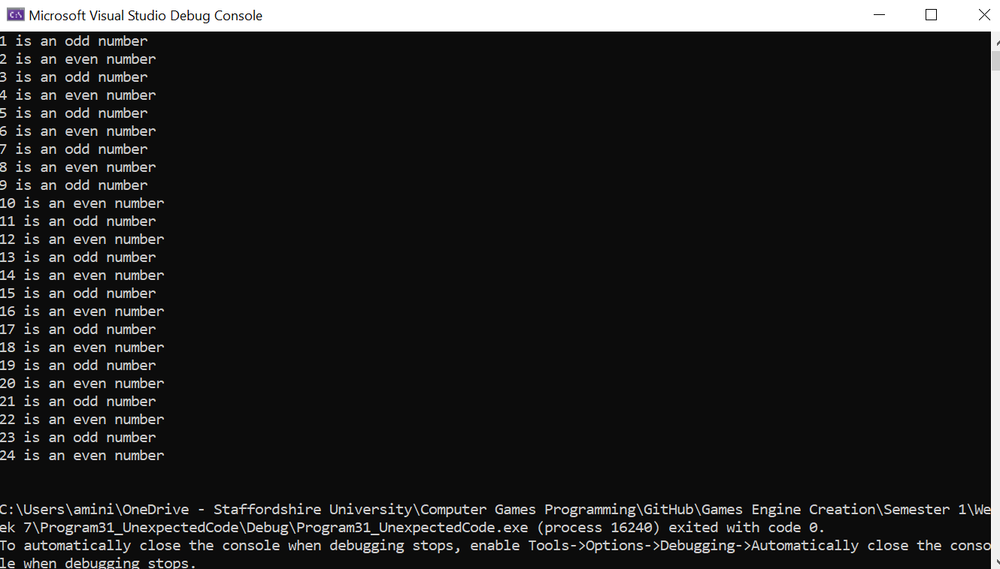 Microsoft Visual Studio Debug Console
1 is an odd number
2 is an even number
3 is an odd number
4 is an even number
5 is an odd number
6 is an even number
7 is an odd number
8 is an even number
9 is an odd number
10 is an even number
11 is an odd number
12 is an even number
13 is an odd number
14 is an even number
15 is an odd number
16 is an even number
17 is an odd number
18 is an even number
19 is an odd number
20 is an even number
21 is an odd number
22 is an even number
23 is an odd number
24 is an even number
C:\Users\amini\OneDrive - Staffordshire University\Computer Games Programming\GitHub\Games Engine Creation\Semester 1\We
ek 7\Program31_UnexpectedCode\Debug\Program31_UnexpectedCode.exe (process 16240) exited with code 0.
To automatically close the console when debugging stops, enable Tools->Options->Debugging->Automatically close the conso
le when debugging stops.